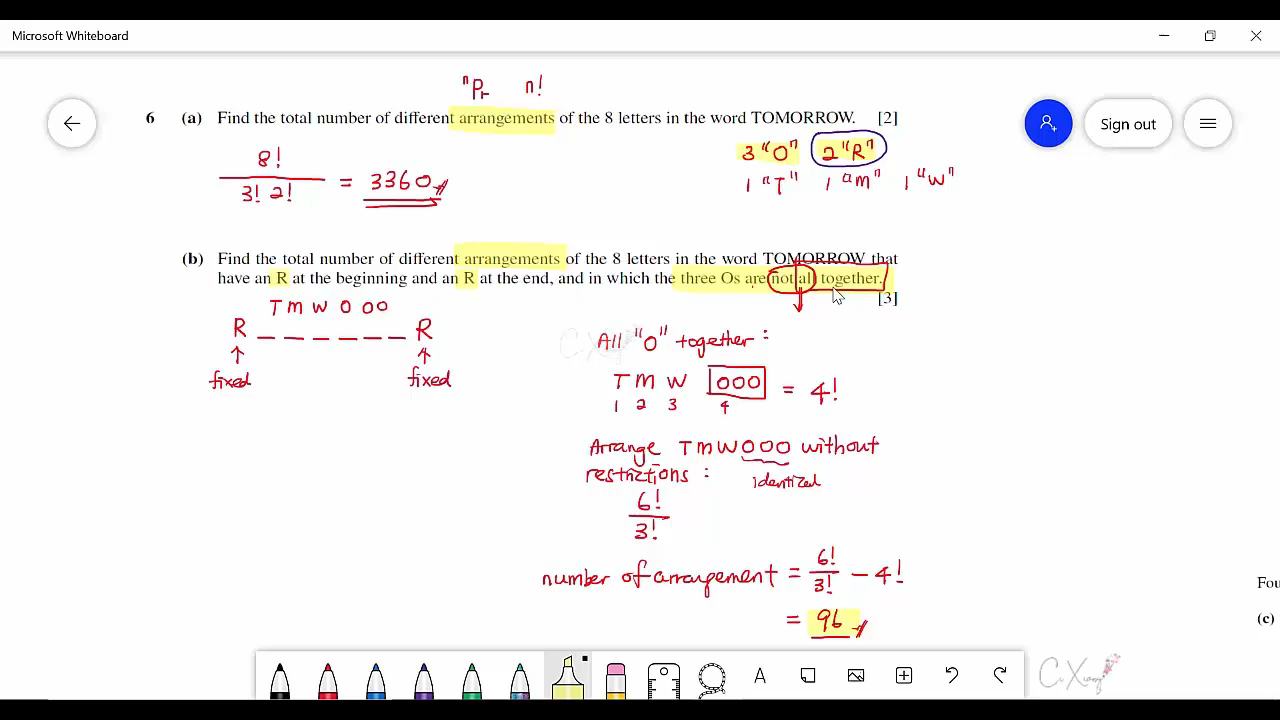 Microsoft Whiteboard
nPr n!
6 (a) Find the total number of different arrangements of the 8 letters in the word TOMORROW. [2]
8!
3! 2!
= 3360
3 "O" 2 "R"
1 "T" 1 "M" 1 "W"
Sign out
(b) Find the total number of different arrangements of the 8 letters in the word TOMORROW that
have an R at the beginning and an R at the end, and in which the three Os are not all together.
[3]
T M W O O O
R _ _ _ _ _ _ R
fixed fixed
All "O" together :
T M W OOO = 4!
1 2 3 4
Arrange T M W O O O without
restrictions :
identical
6!
3!
number of arrangement = 6!/3! - 4!
= 96
Fou
(c)
A